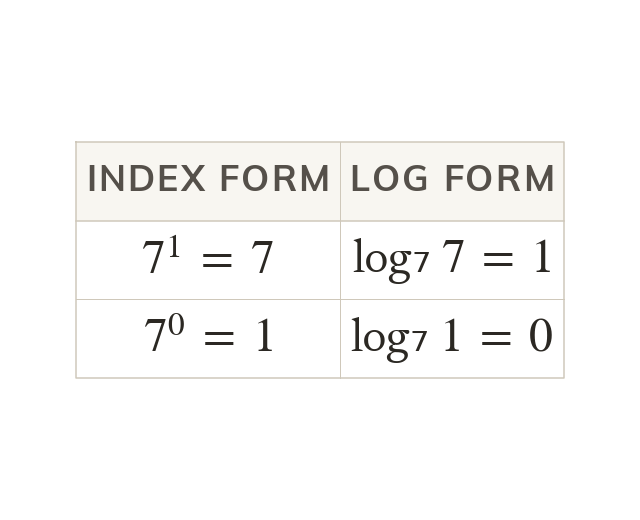 INDEX FORM LOG FORM
7¹ = 7 log₇ 7 = 1
7⁰ = 1 log₇ 1 = 0